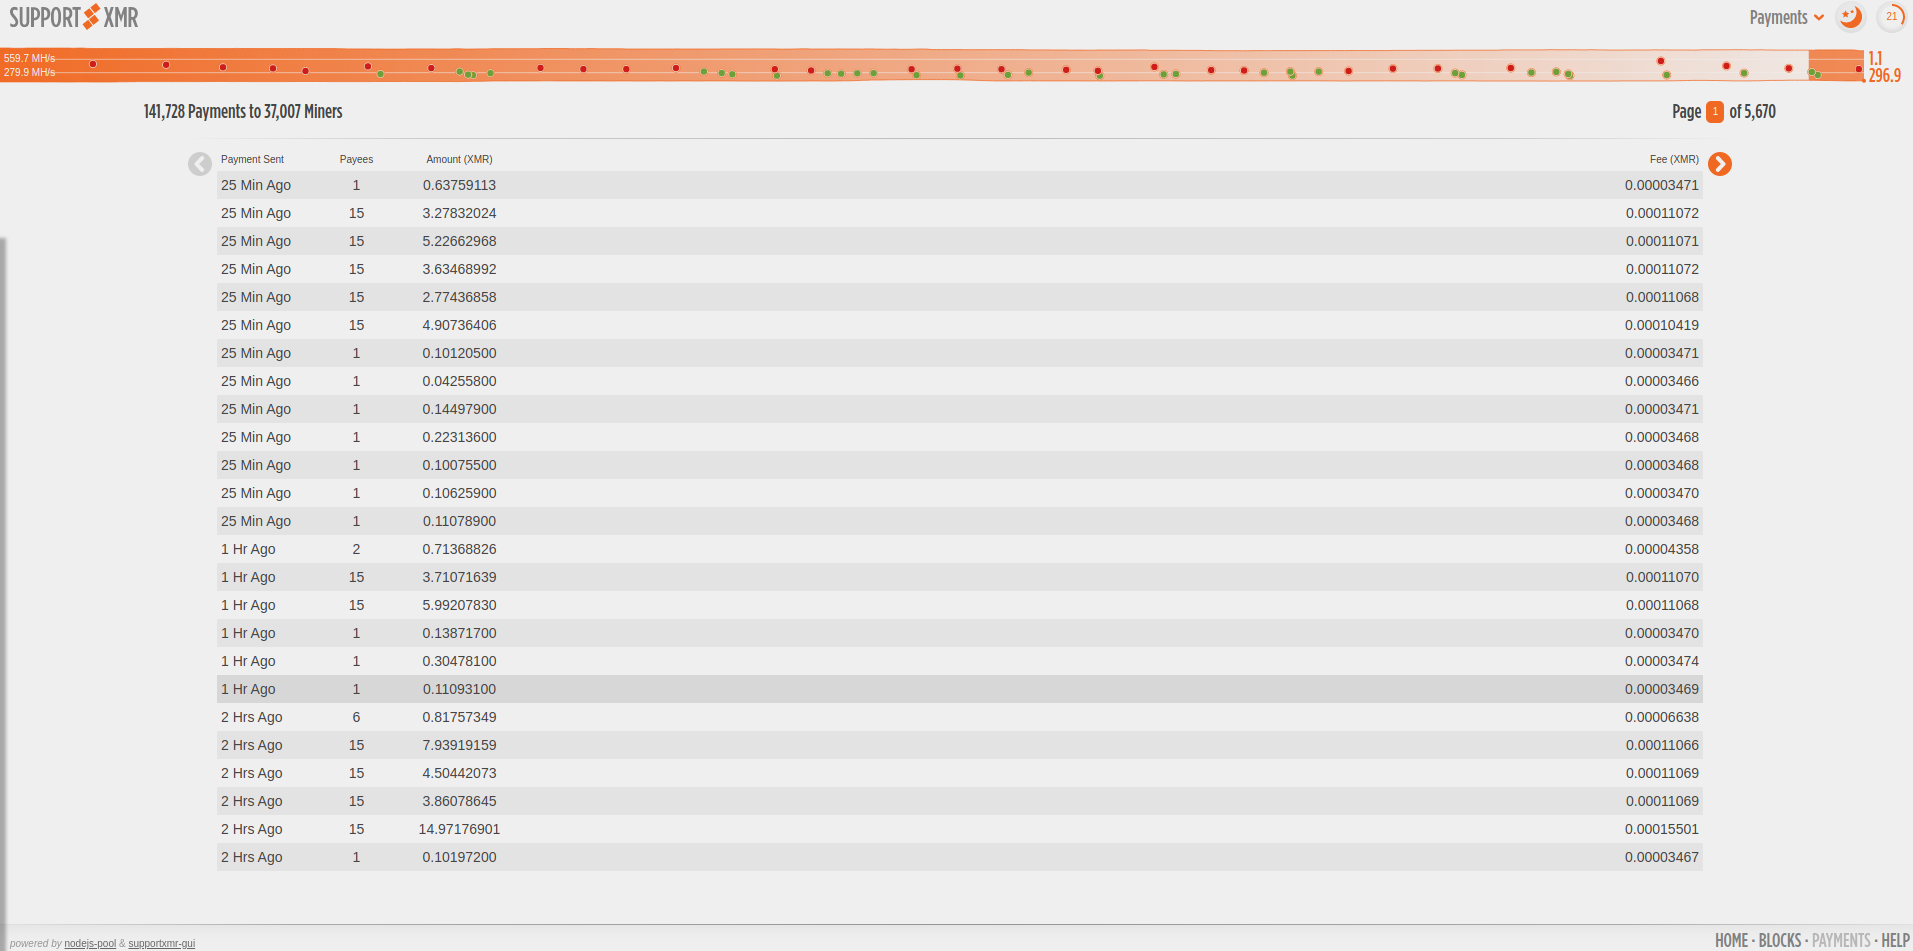 SUPPORT XMR
Payments
21
559.7 MH/s
279.9 MH/s
1.1
296.9
141,728 Payments to 37,007 Miners
Page 1 of 5,670
Payment Sent Payees Amount (XMR) Fee (XMR)
25 Min Ago 1 0.63759113 0.00003471
25 Min Ago 15 3.27832024 0.00011072
25 Min Ago 15 5.22662968 0.00011071
25 Min Ago 15 3.63468992 0.00011072
25 Min Ago 15 2.77436858 0.00011068
25 Min Ago 15 4.90736406 0.00010419
25 Min Ago 1 0.10120500 0.00003471
25 Min Ago 1 0.04255800 0.00003466
25 Min Ago 1 0.14497900 0.00003471
25 Min Ago 1 0.22313600 0.00003468
25 Min Ago 1 0.10075500 0.00003468
25 Min Ago 1 0.10625900 0.00003470
25 Min Ago 1 0.11078900 0.00003468
1 Hr Ago 2 0.71368826 0.00004358
1 Hr Ago 15 3.71071639 0.00011070
1 Hr Ago 15 5.99207830 0.00011068
1 Hr Ago 1 0.13871700 0.00003470
1 Hr Ago 1 0.30478100 0.00003474
1 Hr Ago 1 0.11093100 0.00003469
2 Hrs Ago 6 0.81757349 0.00006638
2 Hrs Ago 15 7.93919159 0.00011066
2 Hrs Ago 15 4.50442073 0.00011069
2 Hrs Ago 15 3.86078645 0.00011069
2 Hrs Ago 15 14.97176901 0.00015501
2 Hrs Ago 1 0.10197200 0.00003467
powered by nodejs-pool & supportxmr-gui
HOME · BLOCKS · PAYMENTS · HELP